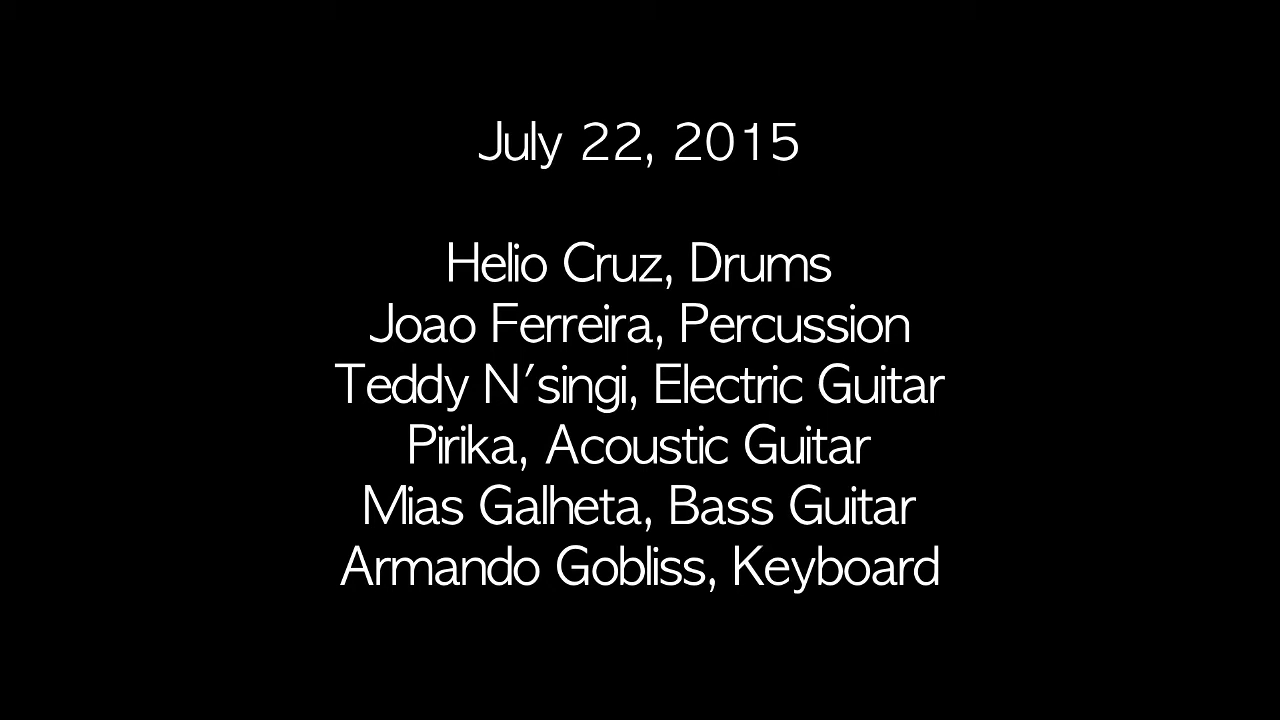 July 22, 2015
Helio Cruz, Drums
Joao Ferreira, Percussion
Teddy N'singi, Electric Guitar
Pirika, Acoustic Guitar
Mias Galheta, Bass Guitar
Armando Gobliss, Keyboard